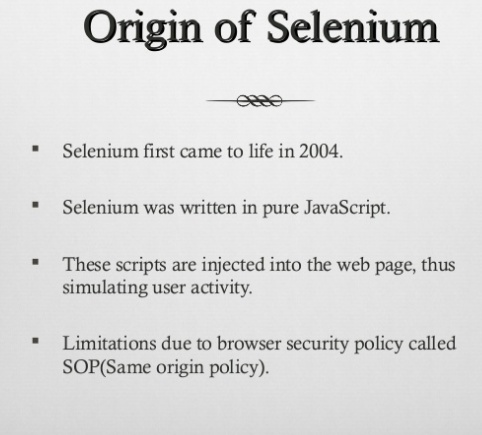 Origin of Selenium
▪ Selenium first came to life in 2004.
▪ Selenium was written in pure JavaScript.
▪ These scripts are injected into the web page, thus
simulating user activity.
▪ Limitations due to browser security policy called
SOP(Same origin policy).